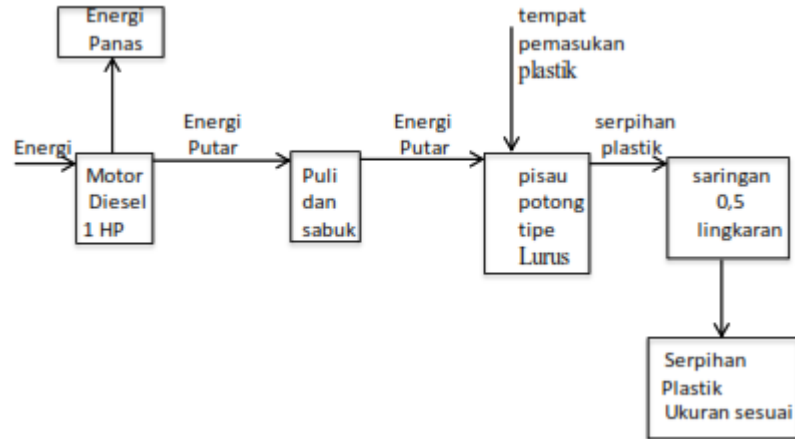 Energi
Panas
tempat
pemasukan
plastik
Energi
Energi
Putar
Energi
Putar
serpihan
plastik
Motor
Diesel
1 HP
Puli
dan
sabuk
pisau
potong
tipe
Lurus
saringan
0,5
lingkaran
Serpihan
Plastik
Ukuran sesuai